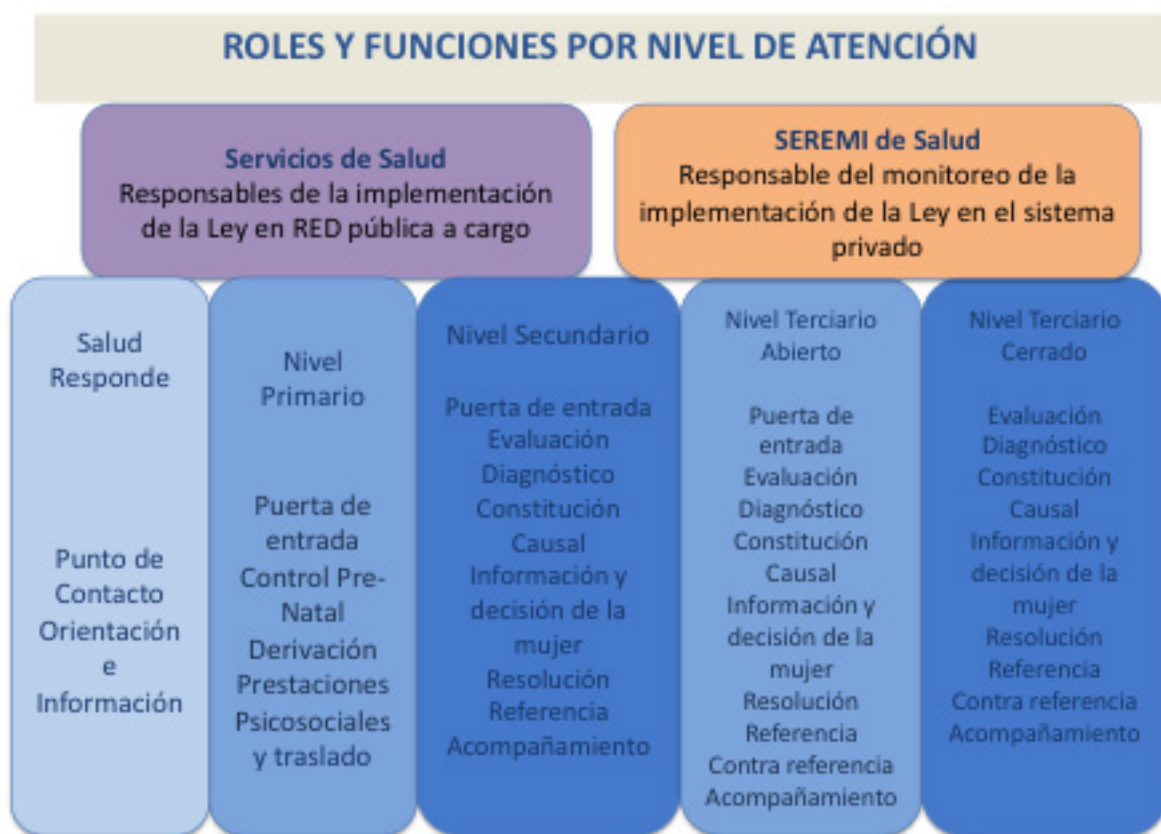 ROLES Y FUNCIONES POR NIVEL DE ATENCIÓN
Servicios de Salud
Responsables de la implementación
de la Ley en RED pública a cargo
SEREMI de Salud
Responsable del monitoreo de la
implementación de la Ley en el sistema
privado
Salud
Responde
Punto de
Contacto
Orientación
e
Información
Nivel
Primario
Puerta de
entrada
Control Pre-
Natal
Derivación
Prestaciones
Psicosociales
y traslado
Nivel Secundario
Puerta de entrada
Evaluación
Diagnóstico
Constitución
Causal
Información y
decisión de la
mujer
Resolución
Referencia
Acompañamiento
Nivel Terciario
Abierto
Puerta de
entrada
Evaluación
Diagnóstico
Constitución
Causal
Información y
decisión de la
mujer
Resolución
Referencia
Contra referencia
Acompañamiento
Nivel Terciario
Cerrado
Evaluación
Diagnóstico
Constitución
Causal
Información y
decisión de la
mujer
Resolución
Referencia
Contra referencia
Acompañamiento